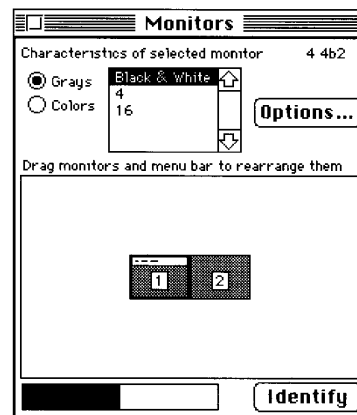 Monitors
Characteristics of selected monitor 4 4b2
Grays
Colors
Black & White
4
16
Options...
Drag monitors and menu bar to rearrange them
1 2
Identify